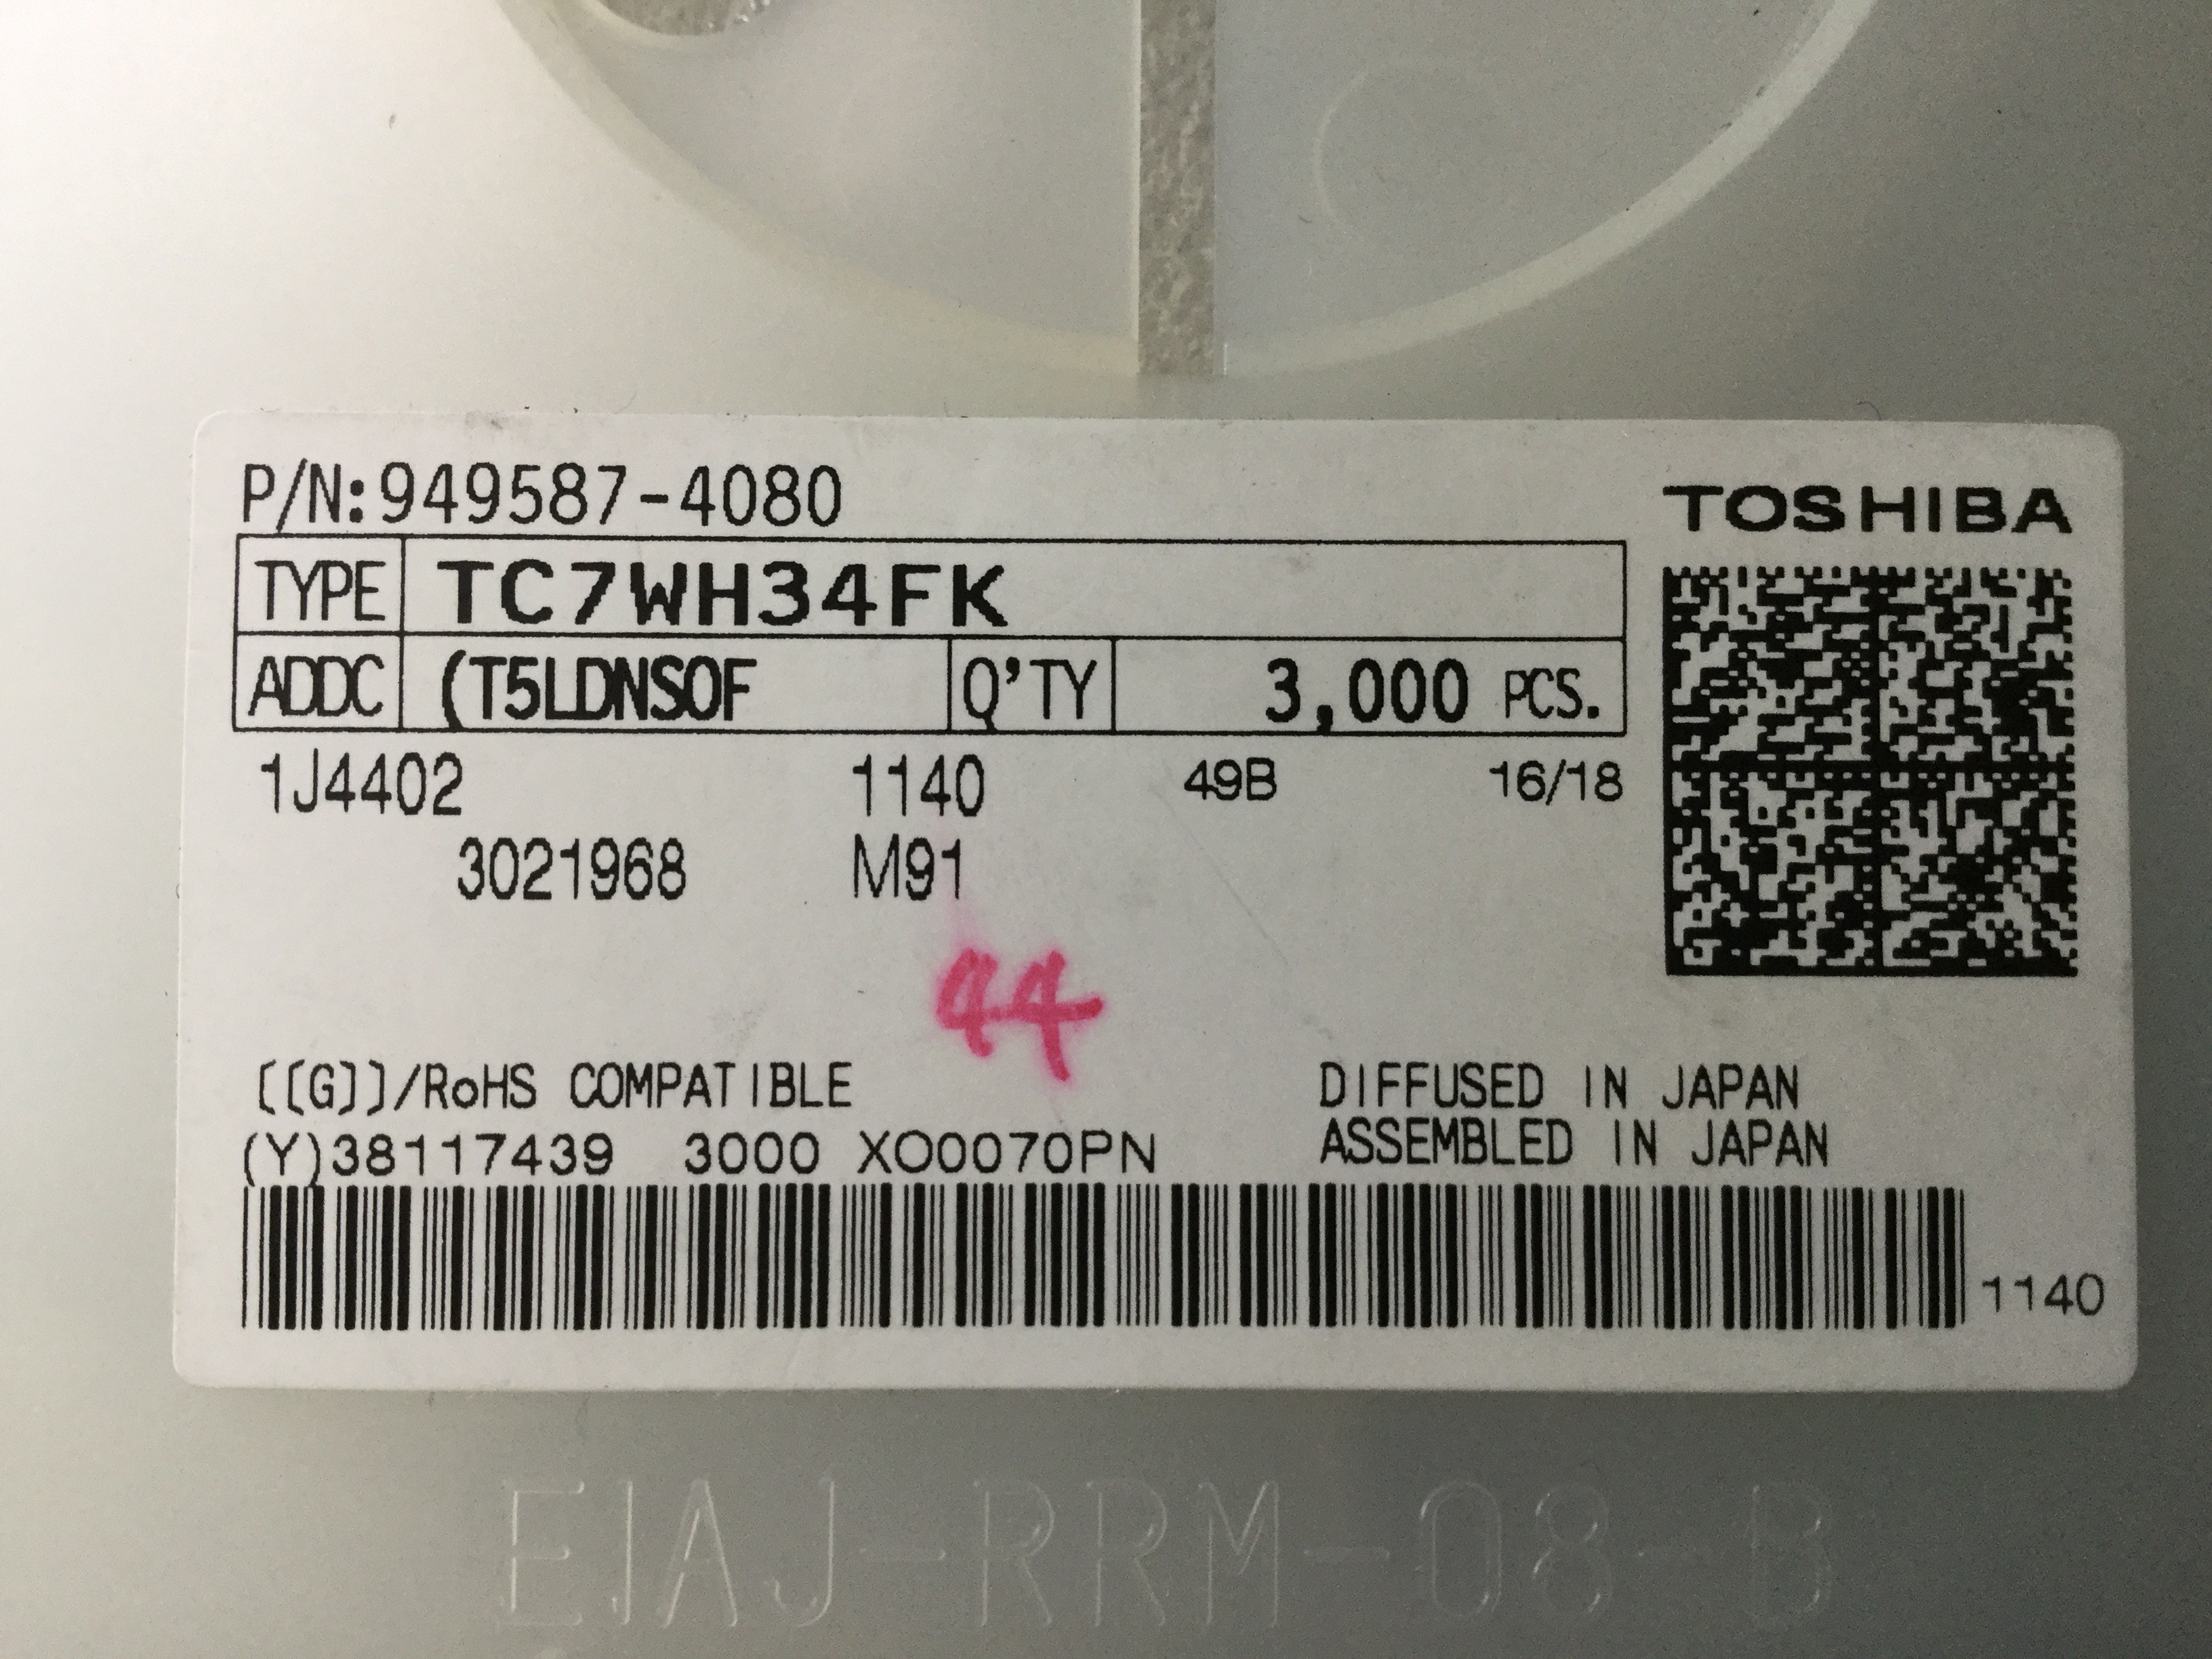 P/N:949587-4080
TOSHIBA
TYPE TC7WH34FK
ADDC (T5LDNSOF Q'TY 3,000 PCS.
1J4402 1140 49B 16/18
3021968 M91
44
[[G]]/RoHS COMPATIBLE
DIFFUSED IN JAPAN
(Y)38117439 3000 XO0070PN
ASSEMBLED IN JAPAN
1140
EIAJ-RRM-08-B